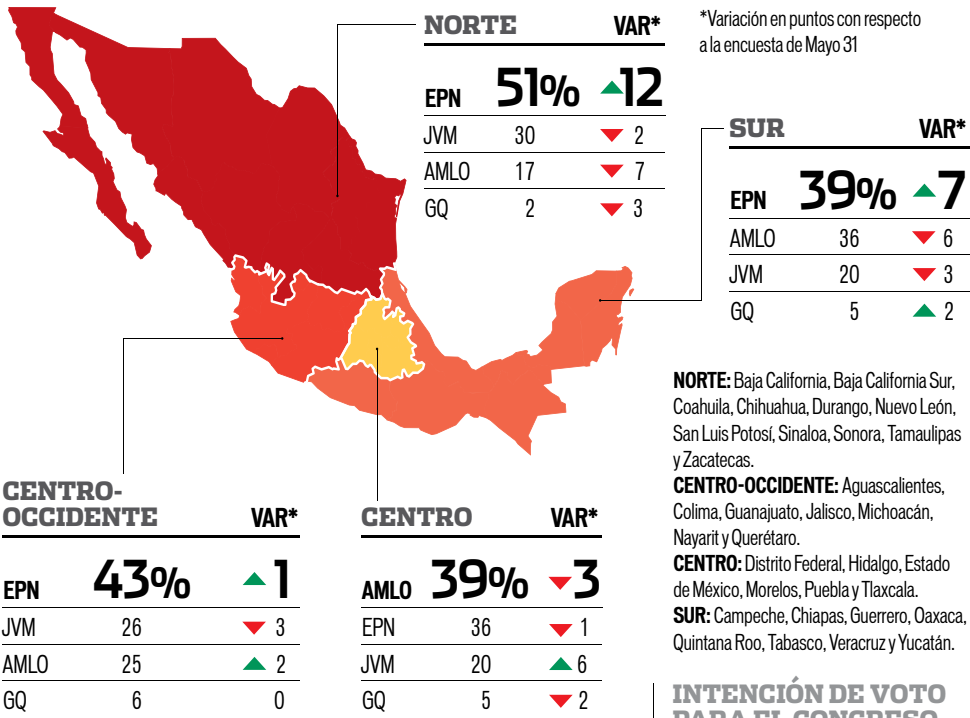 NORTE VAR*
EPN 51% ▲12
JVM 30 ▼ 2
AMLO 17 ▼ 7
GQ 2 ▼ 3
*Variación en puntos con respecto
a la encuesta de Mayo 31
SUR VAR*
EPN 39% ▲7
AMLO 36 ▼ 6
JVM 20 ▼ 3
GQ 5 ▲ 2
NORTE: Baja California, Baja California Sur,
Coahuila, Chihuahua, Durango, Nuevo León,
San Luis Potosí, Sinaloa, Sonora, Tamaulipas
y Zacatecas.
CENTRO-OCCIDENTE: Aguascalientes,
Colima, Guanajuato, Jalisco, Michoacán,
Nayarit y Querétaro.
CENTRO: Distrito Federal, Hidalgo, Estado
de México, Morelos, Puebla y Tlaxcala.
SUR: Campeche, Chiapas, Guerrero, Oaxaca,
Quintana Roo, Tabasco, Veracruz y Yucatán.
CENTRO-
OCCIDENTE VAR*
EPN 43% ▲1
JVM 26 ▼ 3
AMLO 25 ▲ 2
GQ 6 0
CENTRO VAR*
AMLO 39% ▼3
EPN 36 ▼ 1
JVM 20 ▲ 6
GQ 5 ▼ 2
INTENCIÓN DE VOTO
PARA EL CONGRESO